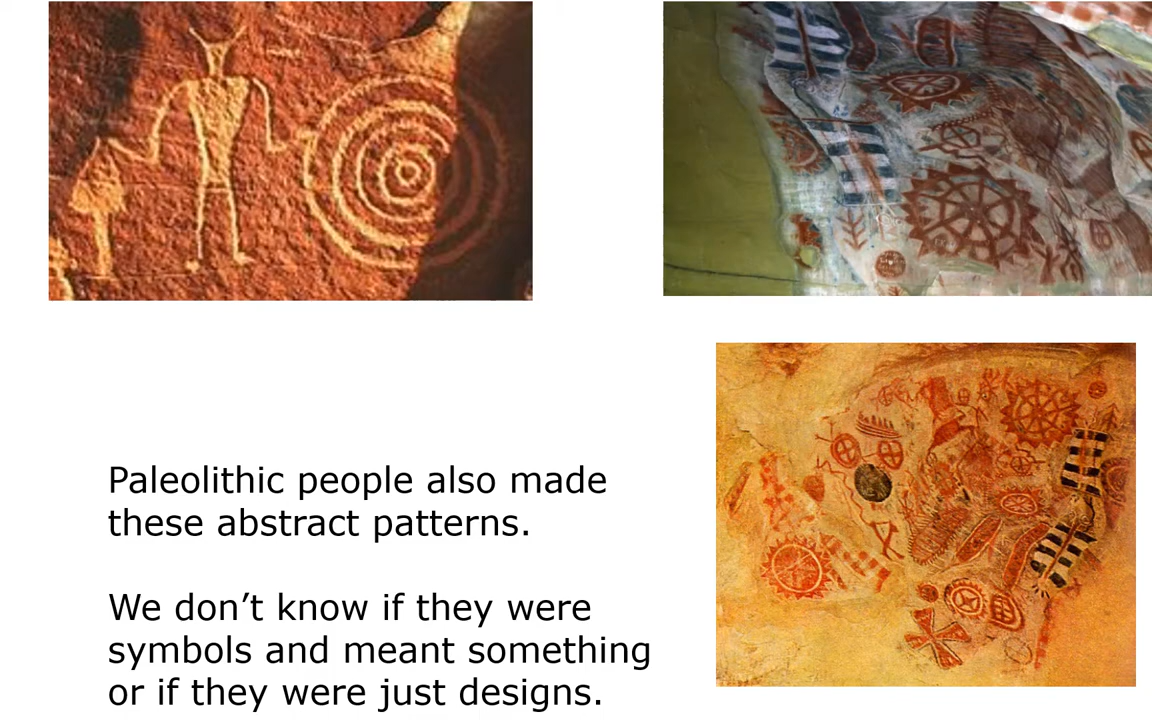 Paleolithic people also made
these abstract patterns.
We don’t know if they were
symbols and meant something
or if they were just designs.